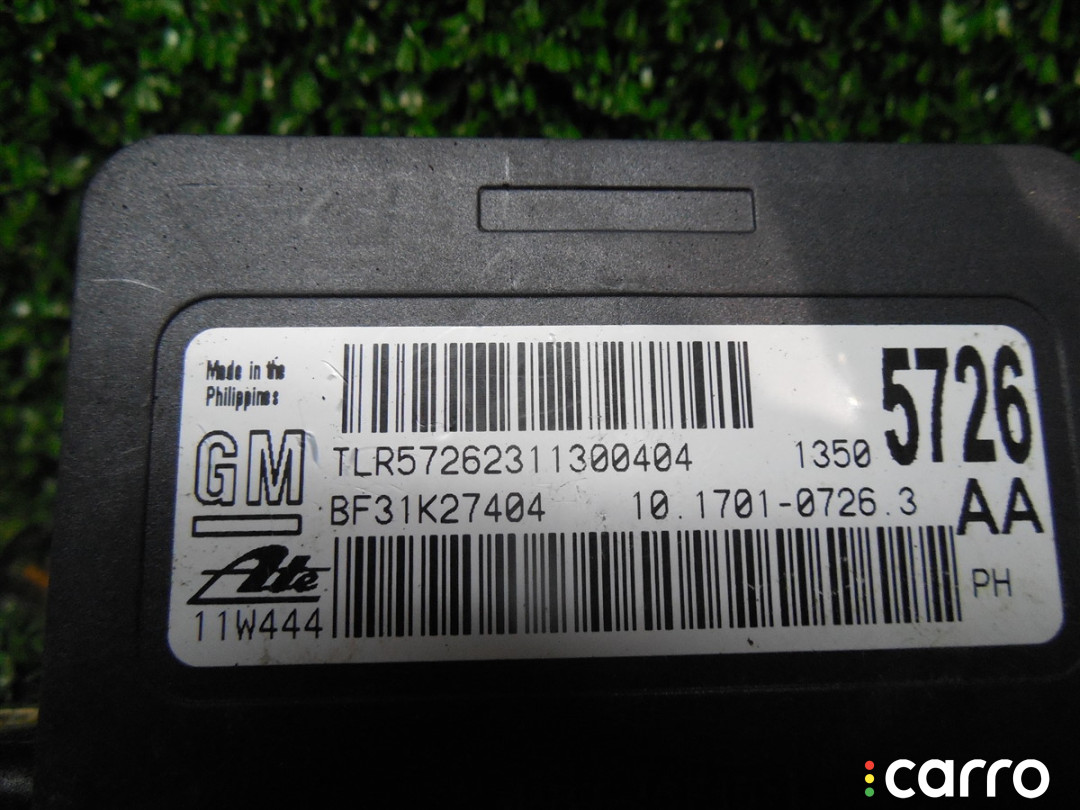 Made in the
Philippines
GM
TLR57262311300404
1350
5726
BF31K27404
10.1701-0726.3
AA
Ate
11W444
PH
carro